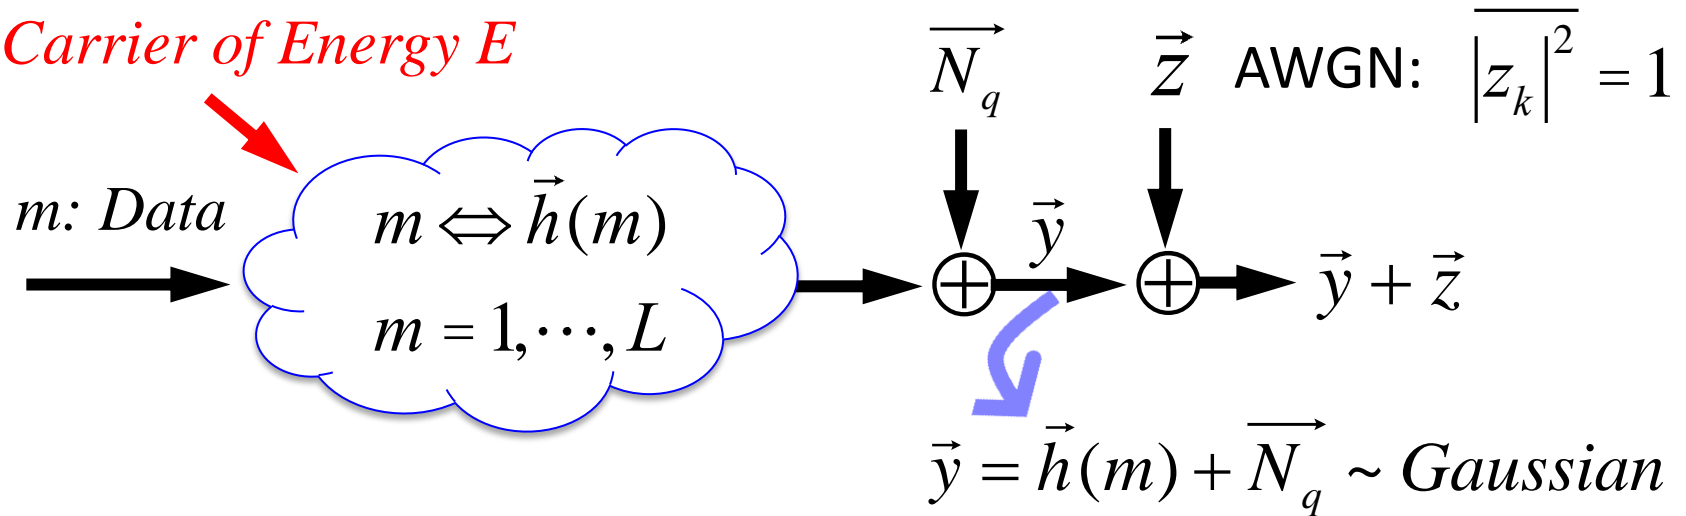 Carrier of Energy E
m: Data
m ⇔ h⃗(m)
m = 1,⋯, L
N_q⃗
z⃗ AWGN: |z_k|²‾ = 1
y⃗
y⃗ + z⃗
y⃗ = h⃗(m) + N_q⃗ ~ Gaussian